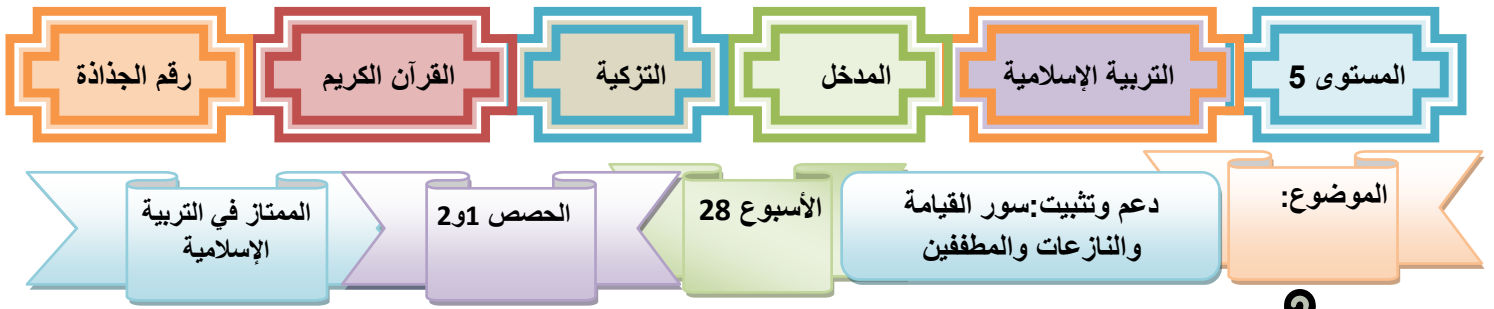 المستوى 5
التربية الإسلامية
المدخل
التزكية
القرآن الكريم
رقم الجذاذة
الموضوع:
دعم وتثبيت:سور القيامة
والنازعات والمطففين
الأسبوع 28
الحصص 1و2
الممتاز في التربية
الإسلامية